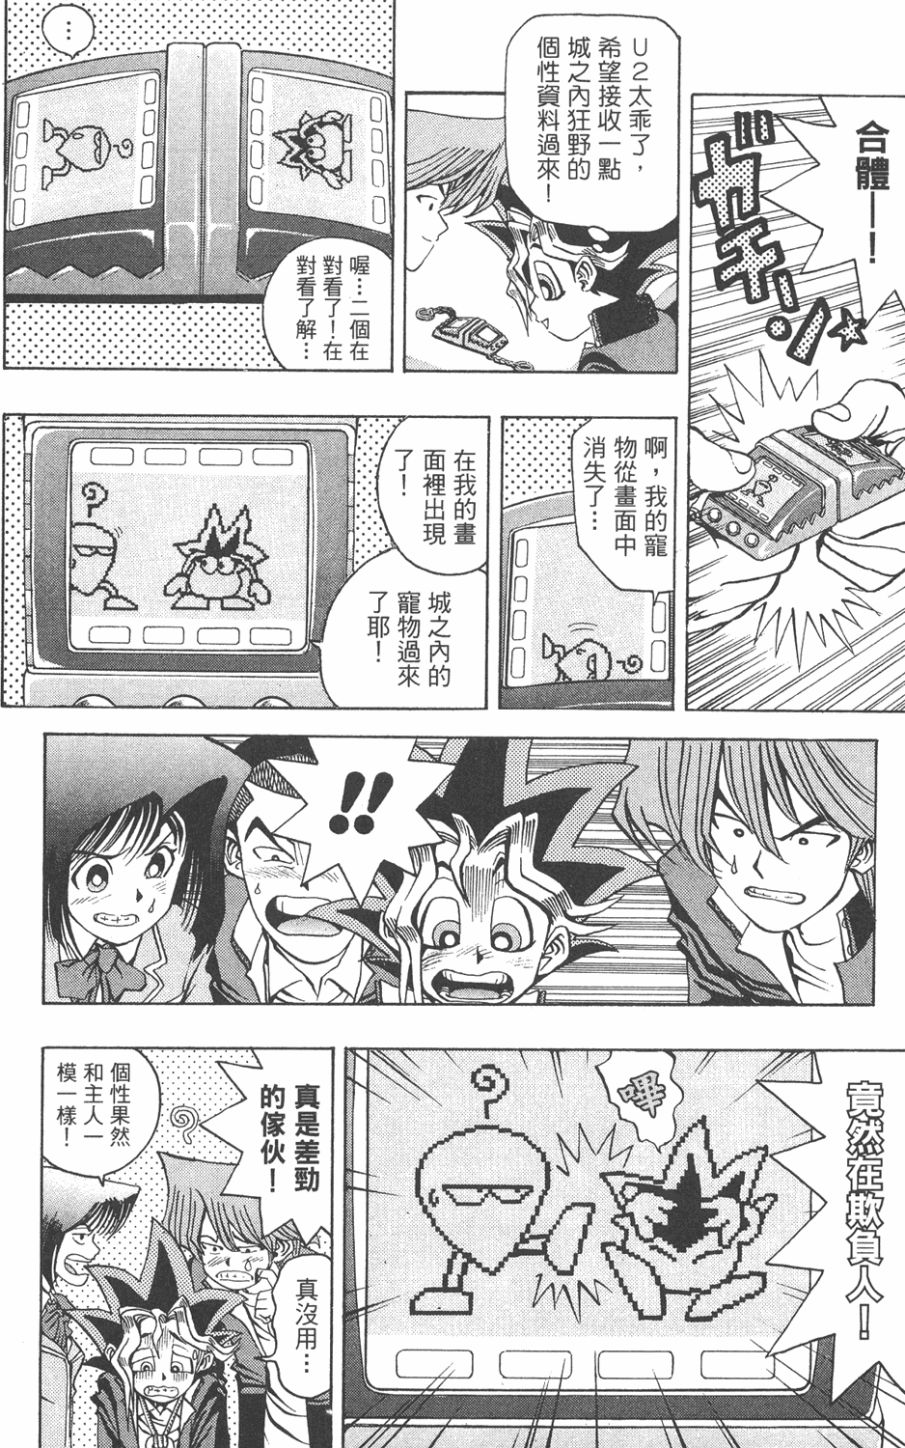 合體——！
ガチーン☆
U2太乖了，
希望接收一點
城之內狂野的
個性資料過來！
…
喔…二個在
對看了！在
對看了解…
啊，我的寵
物從畫面中
消失了…
在我的畫
面裡出現
了！
城之內的
寵物過來
了耶！
!!
竟然在欺負人！
嗶
真是差勁
的傢伙！
個性果然
和主人一
模一樣！
真沒用…